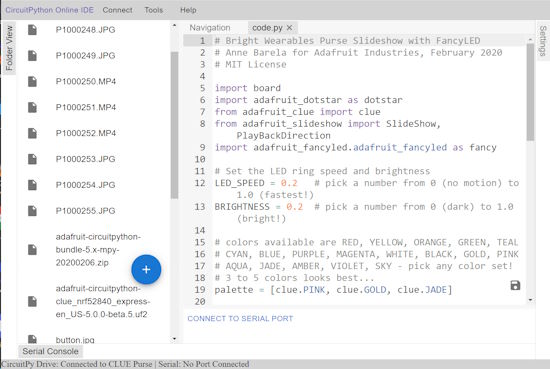 CircuitPython Online IDE Connect Tools Help
Folder View
P1000248.JPG
P1000249.JPG
P1000250.MP4
P1000251.MP4
P1000252.MP4
P1000253.JPG
P1000254.JPG
P1000255.JPG
adafruit-circuitpython-
bundle-5.x-mpy-
20200206.zip
adafruit-circuitpython-
clue_nrf52840_express-
en_US-5.0.0-beta.5.uf2
button.jpg
+
Navigation code.py ×
1 # Bright Wearables Purse Slideshow with FancyLED
2 # Anne Barela for Adafruit Industries, February 2020
3 # MIT License
4
5 import board
6 import adafruit_dotstar as dotstar
7 from adafruit_clue import clue
8 from adafruit_slideshow import SlideShow,
PlayBackDirection
9 import adafruit_fancyled.adafruit_fancyled as fancy
10
11 # Set the LED ring speed and brightness
12 LED_SPEED = 0.2 # pick a number from 0 (no motion) to
1.0 (fastest!)
13 BRIGHTNESS = 0.2 # pick a number from 0 (dark) to 1.0
(bright!)
14
15 # colors available are RED, YELLOW, ORANGE, GREEN, TEAL
16 # CYAN, BLUE, PURPLE, MAGENTA, WHITE, BLACK, GOLD, PINK
17 # AQUA, JADE, AMBER, VIOLET, SKY - pick any color set!
18 # 3 to 5 colors looks best...
19 palette = [clue.PINK, clue.GOLD, clue.JADE]
20
CONNECT TO SERIAL PORT
Settings
Serial Console
CircuitPy Drive: Connected to CLUE Purse | Serial: No Port Connected